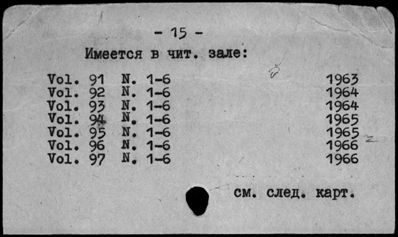 - 15 -
Имеется в чит. зале:
Vol. 91 N. 1-6 1963
Vol. 92 N. 1-6 1964
Vol. 93 N. 1-6 1964
Vol. 94 N. 1-6 1965
Vol. 95 N. 1-6 1965
Vol. 96 N. 1-6 1966
Vol. 97 N. 1-6 1966
см. след. карт.